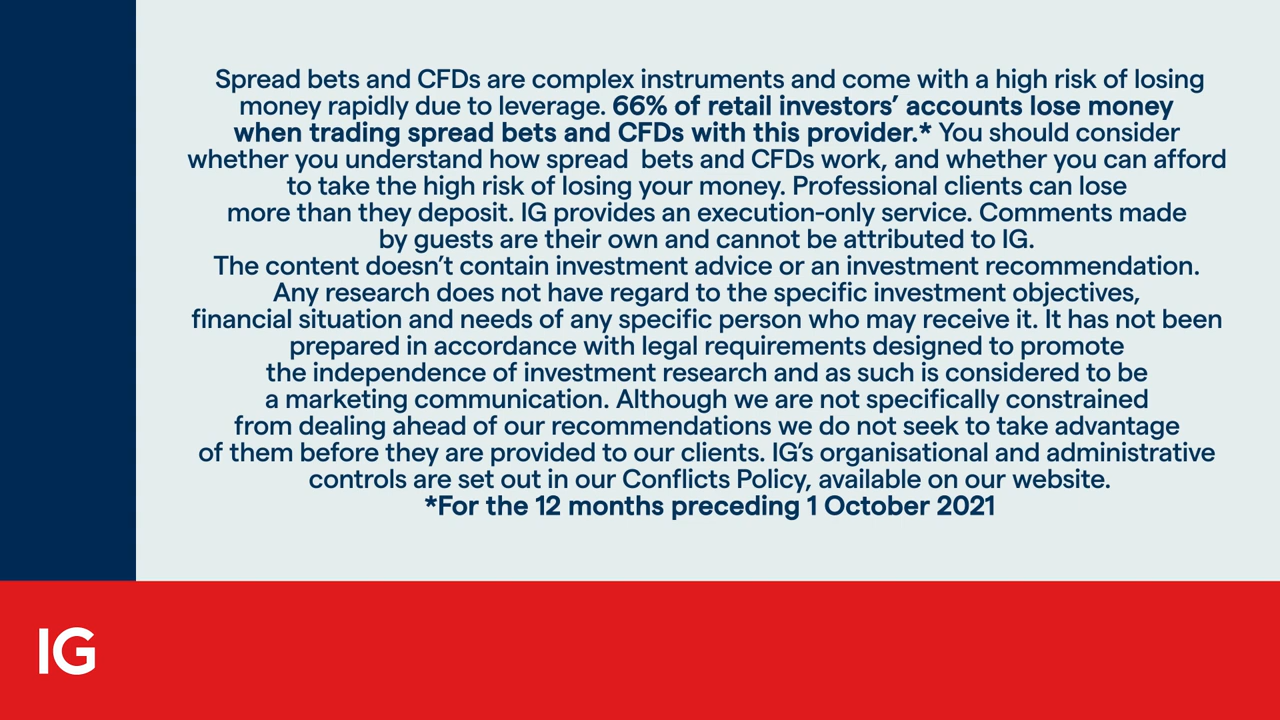 Spread bets and CFDs are complex instruments and come with a high risk of losing
money rapidly due to leverage. 66% of retail investors’ accounts lose money
when trading spread bets and CFDs with this provider.* You should consider
whether you understand how spread  bets and CFDs work, and whether you can afford
to take the high risk of losing your money. Professional clients can lose
more than they deposit. IG provides an execution-only service. Comments made
by guests are their own and cannot be attributed to IG.
The content doesn’t contain investment advice or an investment recommendation.
Any research does not have regard to the specific investment objectives,
financial situation and needs of any specific person who may receive it. It has not been
prepared in accordance with legal requirements designed to promote
the independence of investment research and as such is considered to be
a marketing communication. Although we are not specifically constrained
from dealing ahead of our recommendations we do not seek to take advantage
of them before they are provided to our clients. IG’s organisational and administrative
controls are set out in our Conflicts Policy, available on our website.
*For the 12 months preceding 1 October 2021
IG